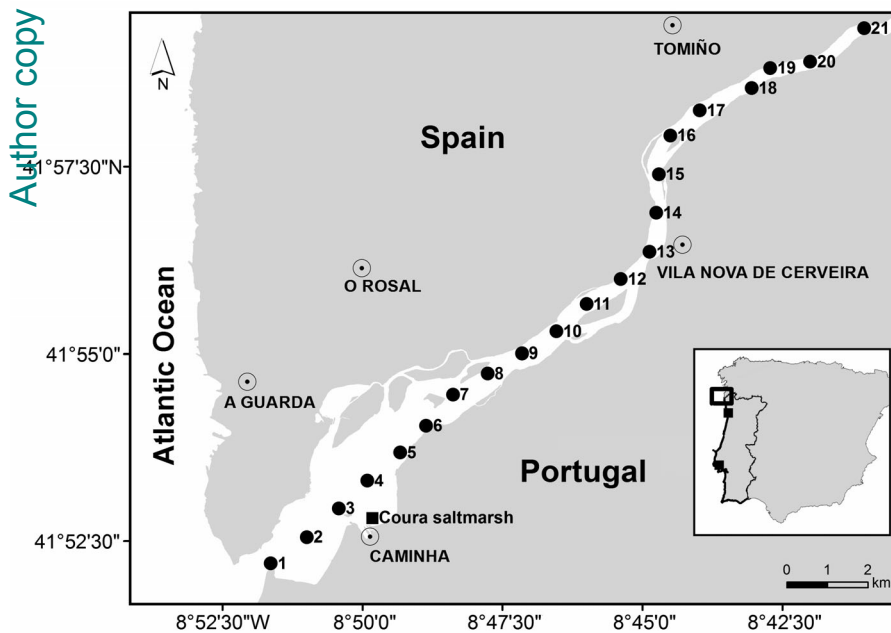 Author copy
N
TOMIÑO
21
20
19
18
17
16
Spain
41°57'30"N
15
14
13
VILA NOVA DE CERVEIRA
O ROSAL
12
11
10
Atlantic Ocean
41°55'0"
9
8
A GUARDA
7
6
5
Portugal
4
3
Coura saltmarsh
2
41°52'30"
CAMINHA
1
0 1 2
km
8°52'30"W 8°50'0" 8°47'30" 8°45'0" 8°42'30"